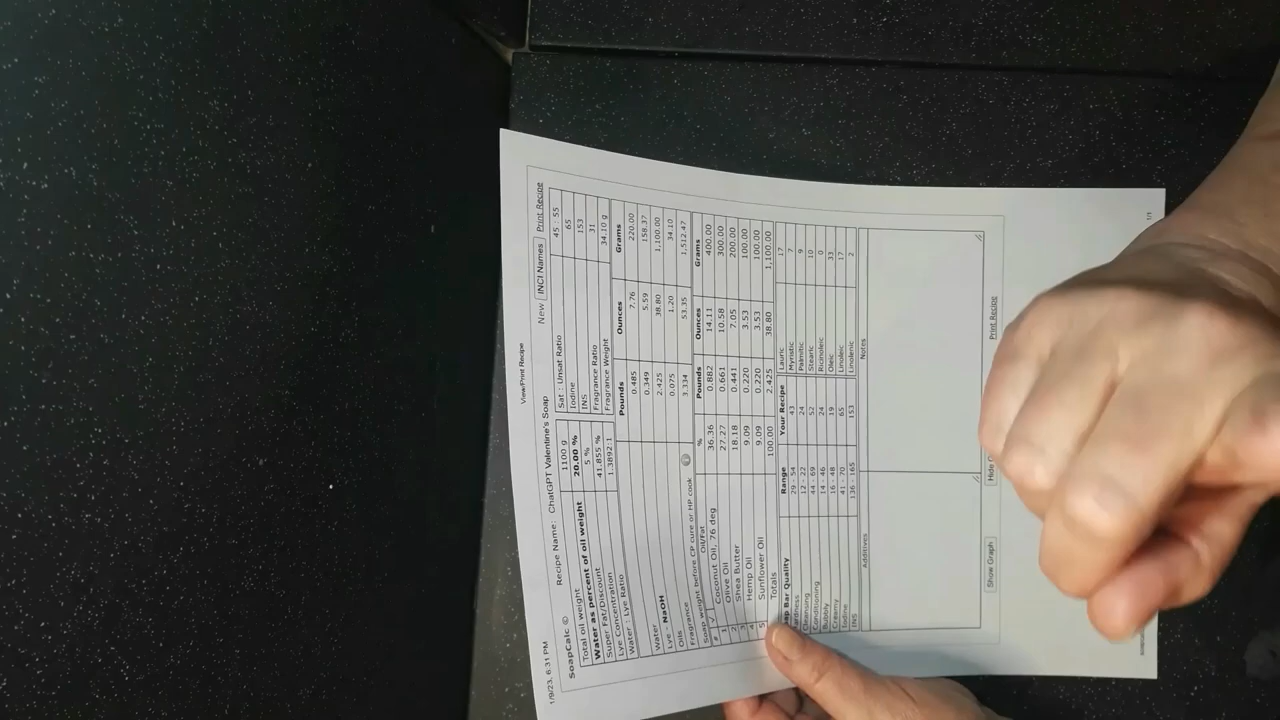 1/9/23, 6:31 PM View/Print Recipe
SoapCalc © Recipe Name: ChatGPT Valentine's Soap New INCI Names Print Recipe
Total oil weight 1100 g Sat : Unsat Ratio 45 : 55
Water as percent of oil weight 20.00 % Iodine 65
Super Fat/Discount 5 % INS 153
Lye Concentration 41.855 % Fragrance Ratio 31
Water : Lye Ratio 1.3892:1 Fragrance Weight 34.10 g
Pounds Ounces Grams
Water 0.485 7.76 220.00
Lye - NaOH 0.349 5.59 158.37
Oils 2.425 38.80 1,100.00
Fragrance 0.075 1.20 34.10
Soap weight before CP cure or HP cook 3.334 53.35 1,512.47
# √ Oil/Fat % Pounds Ounces Grams
1 Coconut Oil, 76 deg 36.36 0.882 14.11 400.00
2 Olive Oil 27.27 0.661 10.58 300.00
3 Shea Butter 18.18 0.441 7.05 200.00
4 Hemp Oil 9.09 0.220 3.53 100.00
5 Sunflower Oil 9.09 0.220 3.53 100.00
Totals 100.00 2.425 38.80 1,100.00
Bar Quality Range Your Recipe Lauric 17
29 - 54 43 Myristic 7
Cleansing 12 - 22 24 Palmitic 9
Conditioning 44 - 69 52 Stearic 10
Bubbly 14 - 46 24 Ricinoleic 0
Creamy 16 - 48 19 Oleic 33
Iodine 41 - 70 65 Linoleic 17
INS 136 - 165 153 Linolenic 2
Additives Notes
Show Graph Print Recipe
1/1